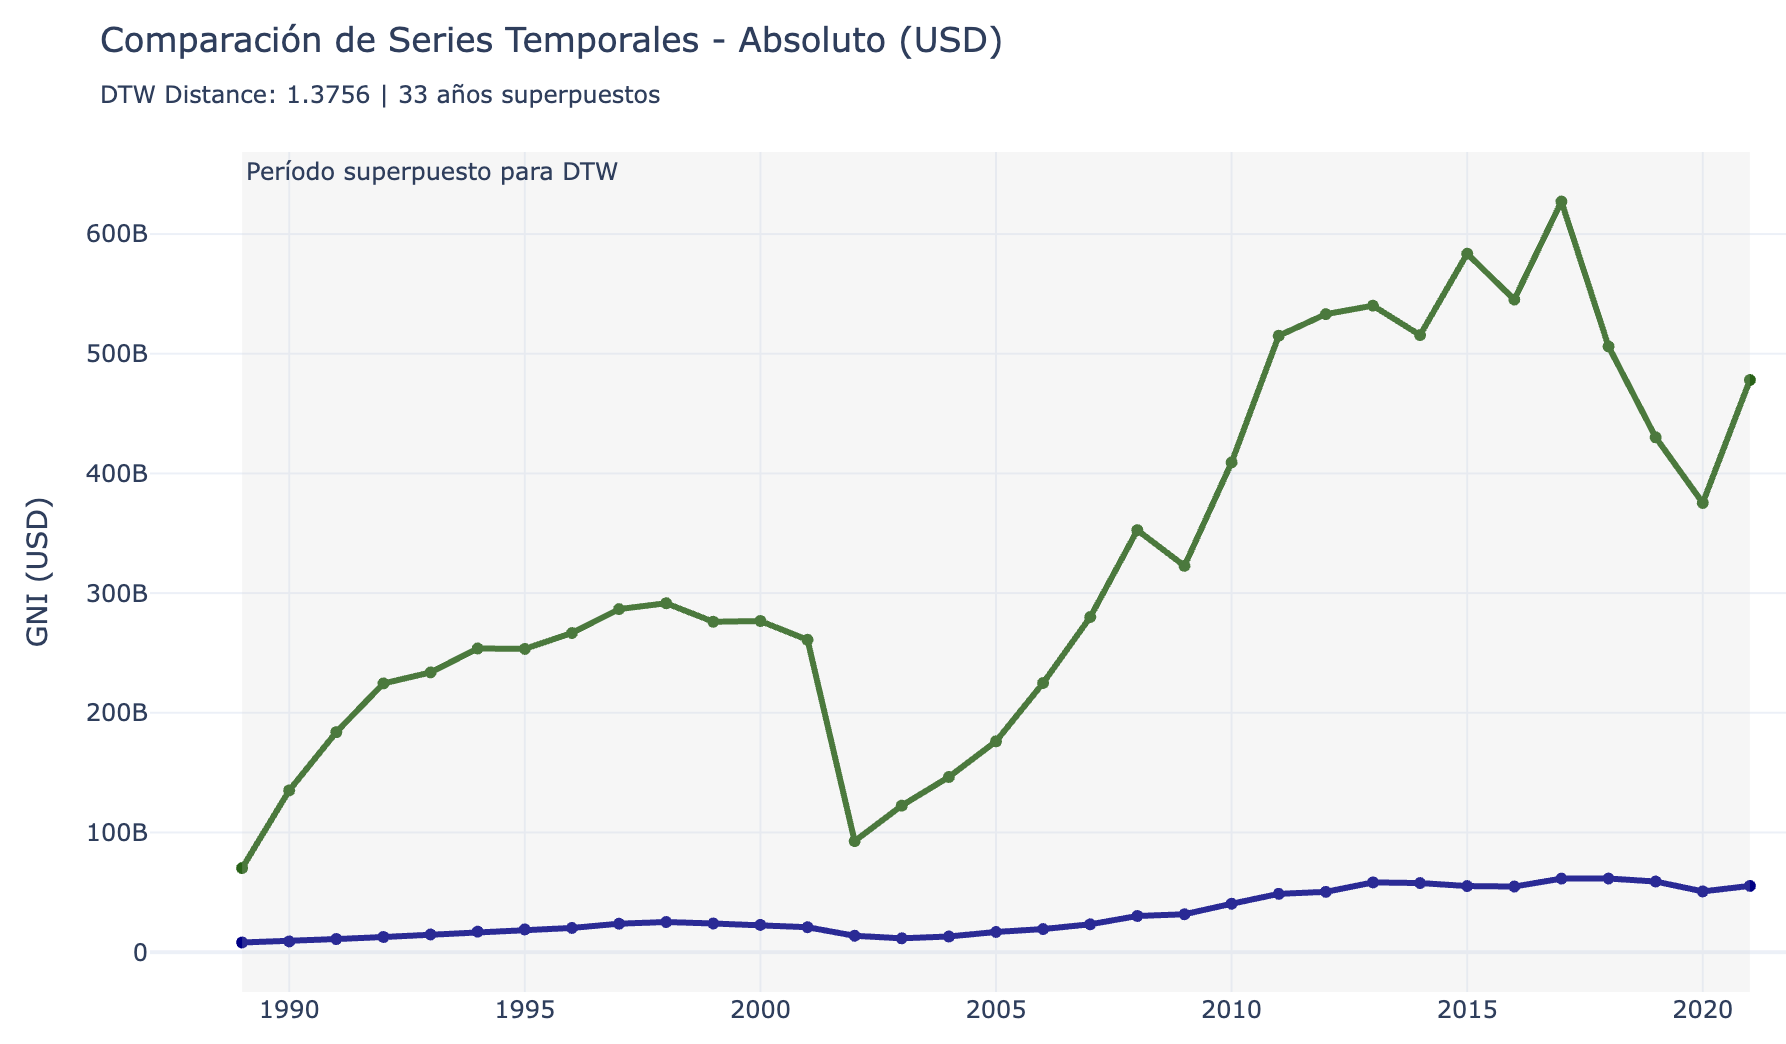 Comparación de Series Temporales - Absoluto (USD)
DTW Distance: 1.3756 | 33 años superpuestos
Período superpuesto para DTW
GNI (USD)
600B
500B
400B
300B
200B
100B
0
1990
1995
2000
2005
2010
2015
2020